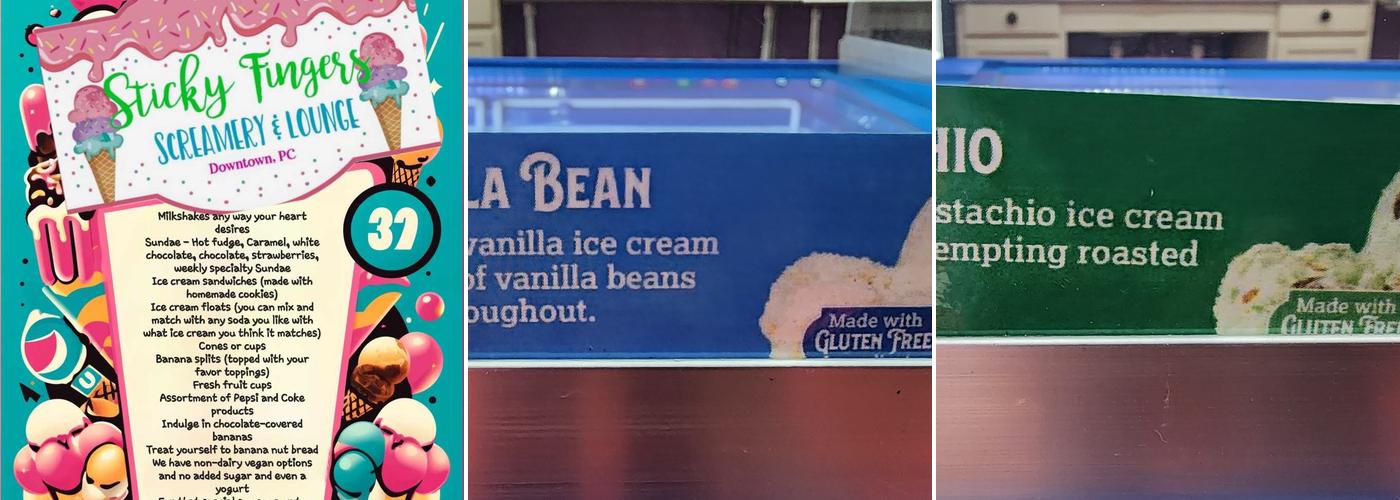 Sticky Fingers
SCREAMERY & LOUNGE
Downtown, PC
37
Milkshakes any way your heart
desires
Sundae - Hot fudge, Caramel, white
chocolate, chocolate, strawberries,
weekly specialty Sundae
Ice cream sandwiches (made with
homemade cookies)
Ice cream floats (you can mix and
match with any soda you like with
what ice cream you think it matches)
Cones or cups
Banana splits (topped with your
favor toppings)
Fresh fruit cups
Assortment of Pepsi and Coke
products
Indulge in chocolate-covered
bananas
Treat yourself to banana nut bread
We have non-dairy vegan options
and no added sugar and even a
yogurt
LA BEAN
vanilla ice cream
of vanilla beans
oughout.
Made with
GLUTEN FREE
HIO
stachio ice cream
empting roasted
Made with
GLUTEN FREE